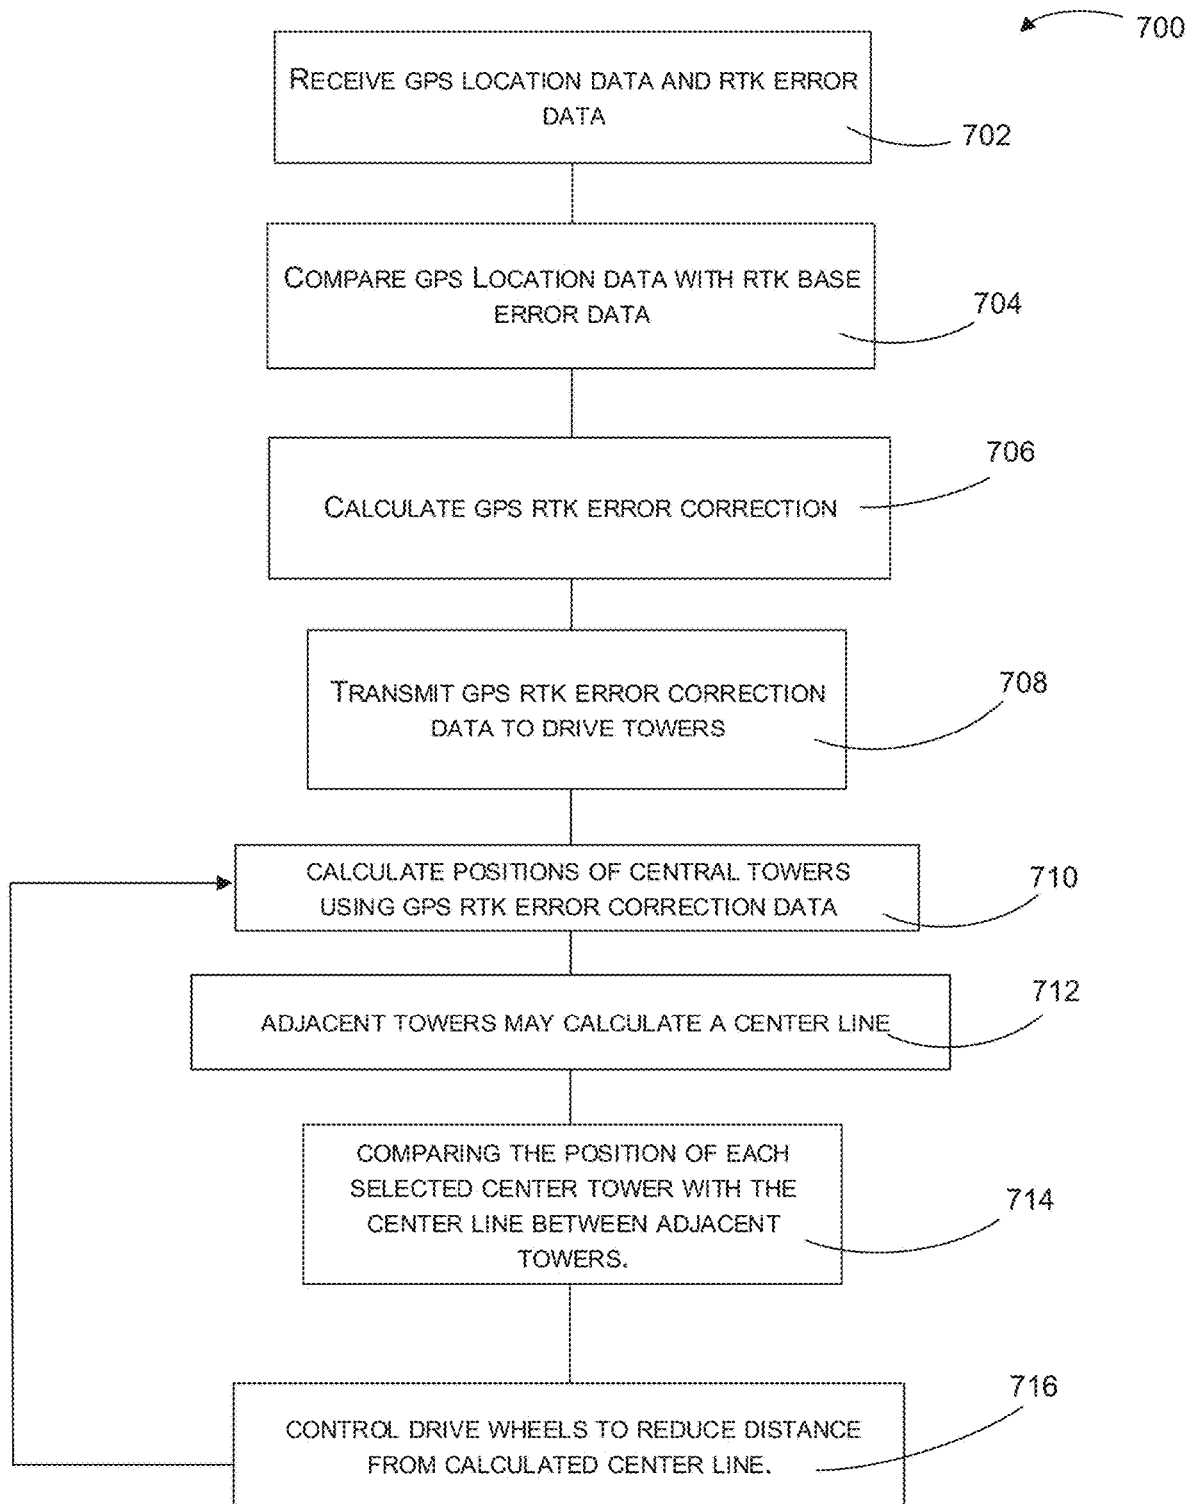 700
RECEIVE GPS LOCATION DATA AND RTK ERROR
DATA
702
COMPARE GPS LOCATION DATA WITH RTK BASE
ERROR DATA
704
706
CALCULATE GPS RTK ERROR CORRECTION
TRANSMIT GPS RTK ERROR CORRECTION
DATA TO DRIVE TOWERS
708
CALCULATE POSITIONS OF CENTRAL TOWERS
USING GPS RTK ERROR CORRECTION DATA
710
712
ADJACENT TOWERS MAY CALCULATE A CENTER LINE
COMPARING THE POSITION OF EACH
SELECTED CENTER TOWER WITH THE
CENTER LINE BETWEEN ADJACENT
TOWERS.
714
716
CONTROL DRIVE WHEELS TO REDUCE DISTANCE
FROM CALCULATED CENTER LINE.